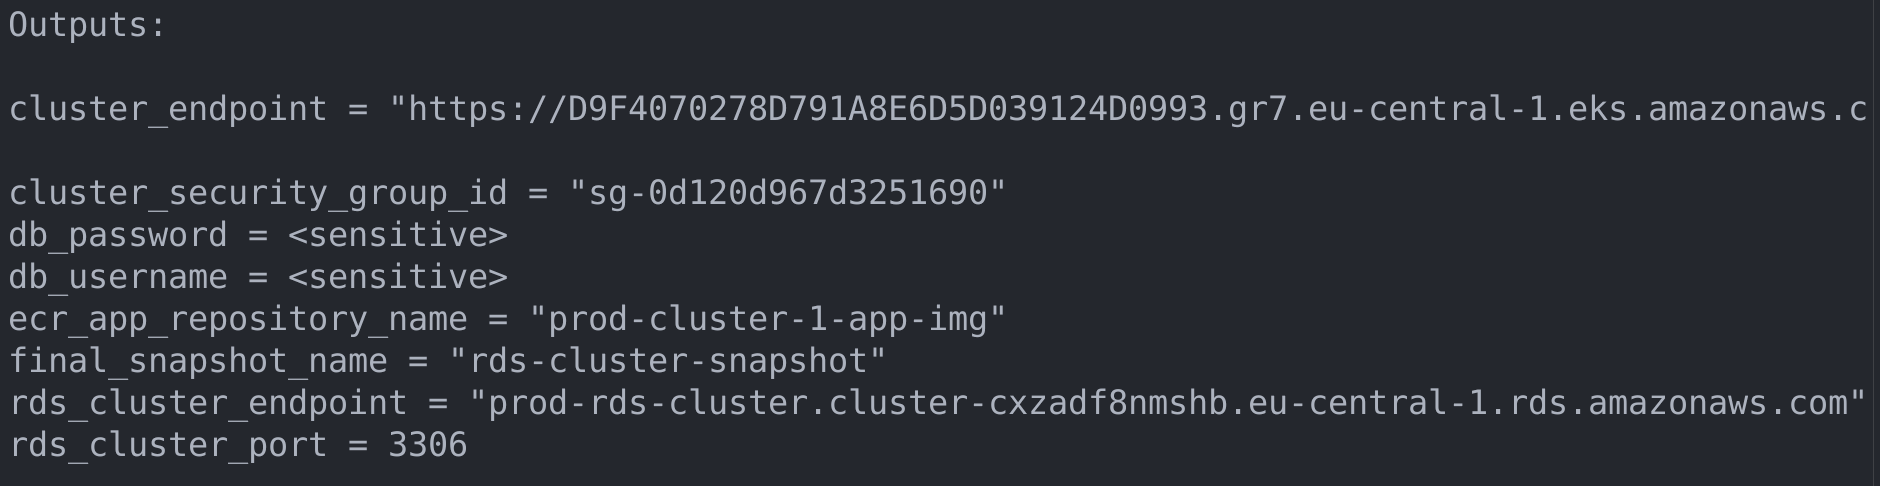 Outputs:
cluster_endpoint = "https://D9F4070278D791A8E6D5D039124D0993.gr7.eu-central-1.eks.amazonaws.c
cluster_security_group_id = "sg-0d120d967d3251690"
db_password = <sensitive>
db_username = <sensitive>
ecr_app_repository_name = "prod-cluster-1-app-img"
final_snapshot_name = "rds-cluster-snapshot"
rds_cluster_endpoint = "prod-rds-cluster.cluster-cxzadf8nmshb.eu-central-1.rds.amazonaws.com"
rds_cluster_port = 3306